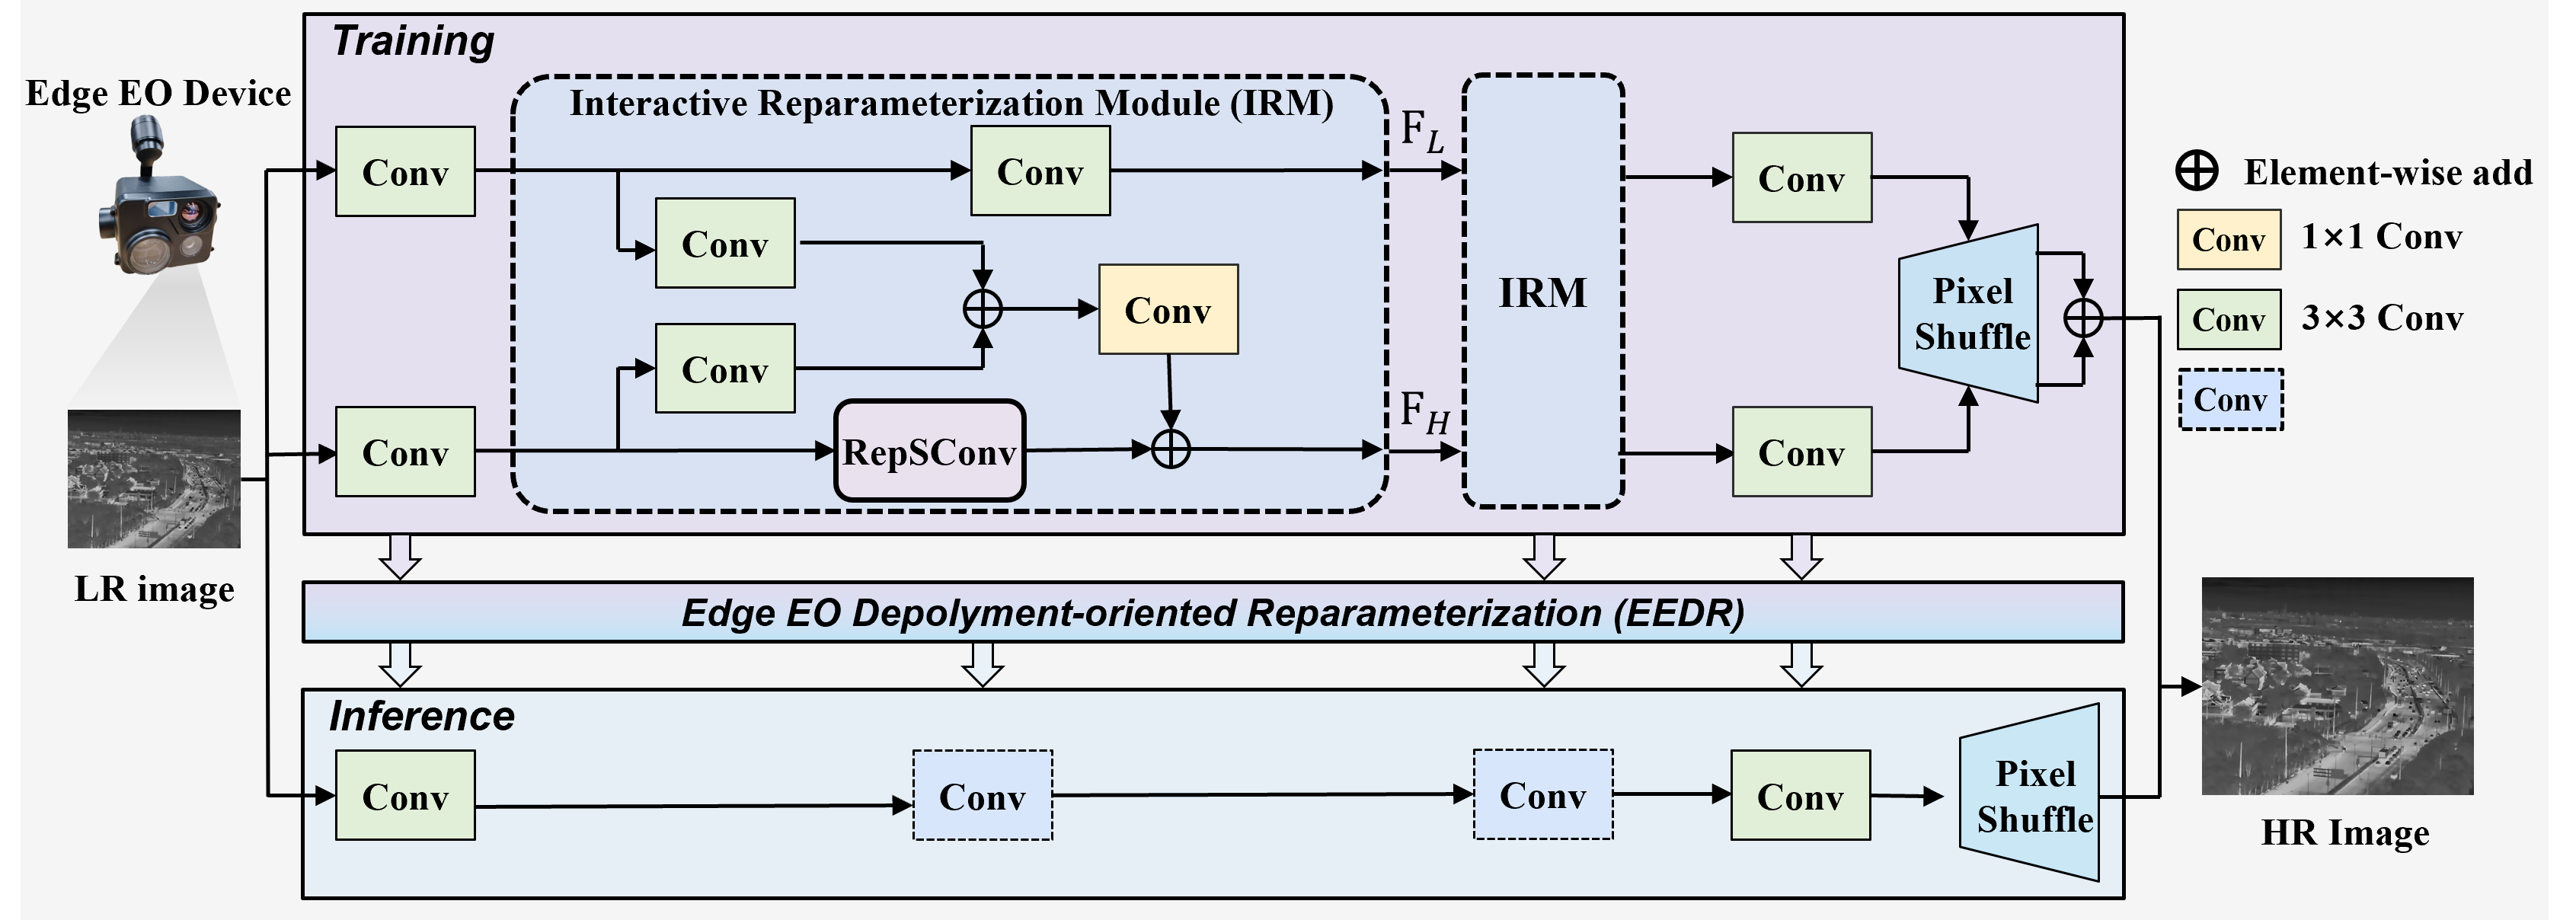 Training
Edge EO Device
Interactive Reparameterization Module (IRM)
Conv
Conv
F_L
Conv
Conv
Conv
Conv
IRM
Pixel
Shuffle
Conv
RepSConv
F_H
Conv
Element-wise add
Conv
1×1 Conv
Conv
3×3 Conv
Conv
LR image
Edge EO Depolyment-oriented Reparameterization (EEDR)
Inference
Conv
Conv
Conv
Conv
Pixel
Shuffle
HR Image